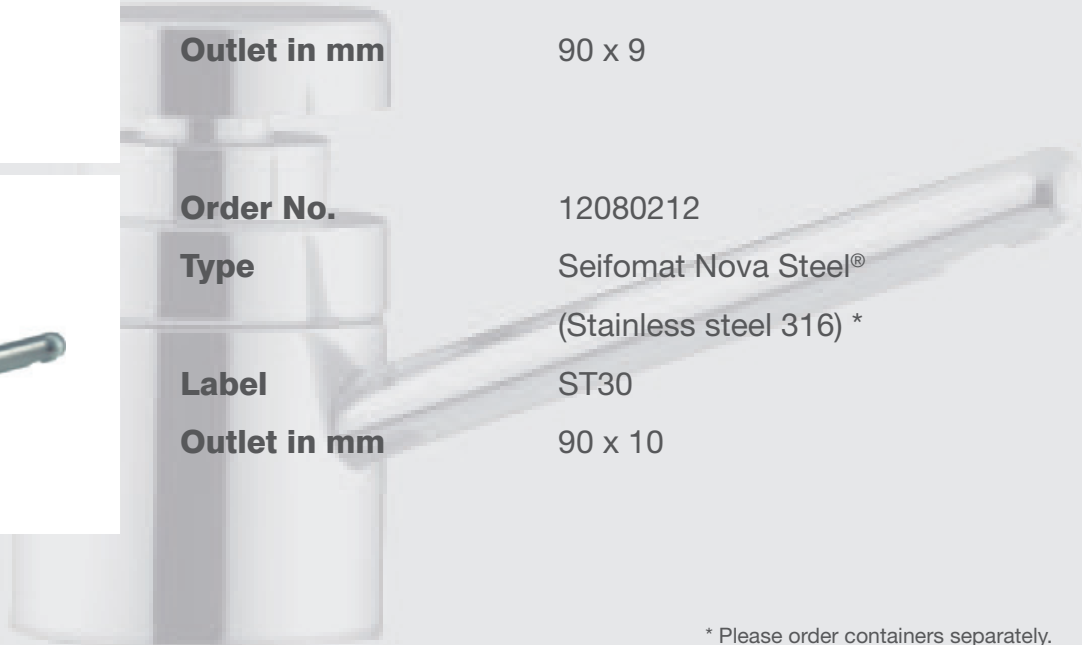 Outlet in mm 90 x 9
Order No. 12080212
Type Seifomat Nova Steel®
(Stainless steel 316) *
Label ST30
Outlet in mm 90 x 10
* Please order containers separately.